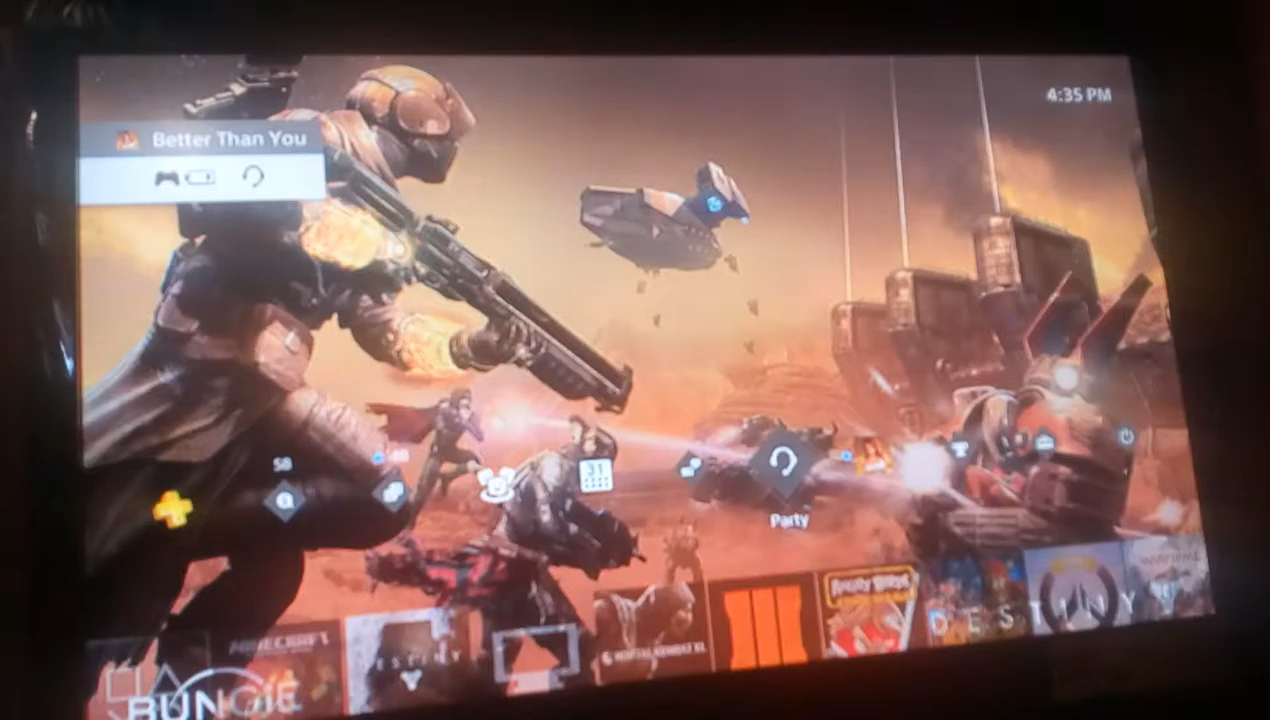 4:35 PM
Better Than You
58
31
Party
MINECRAFT
DESTINY
MORTAL KOMBAT XL
ANGRY BIRDS
DESTINY
BUNGIE